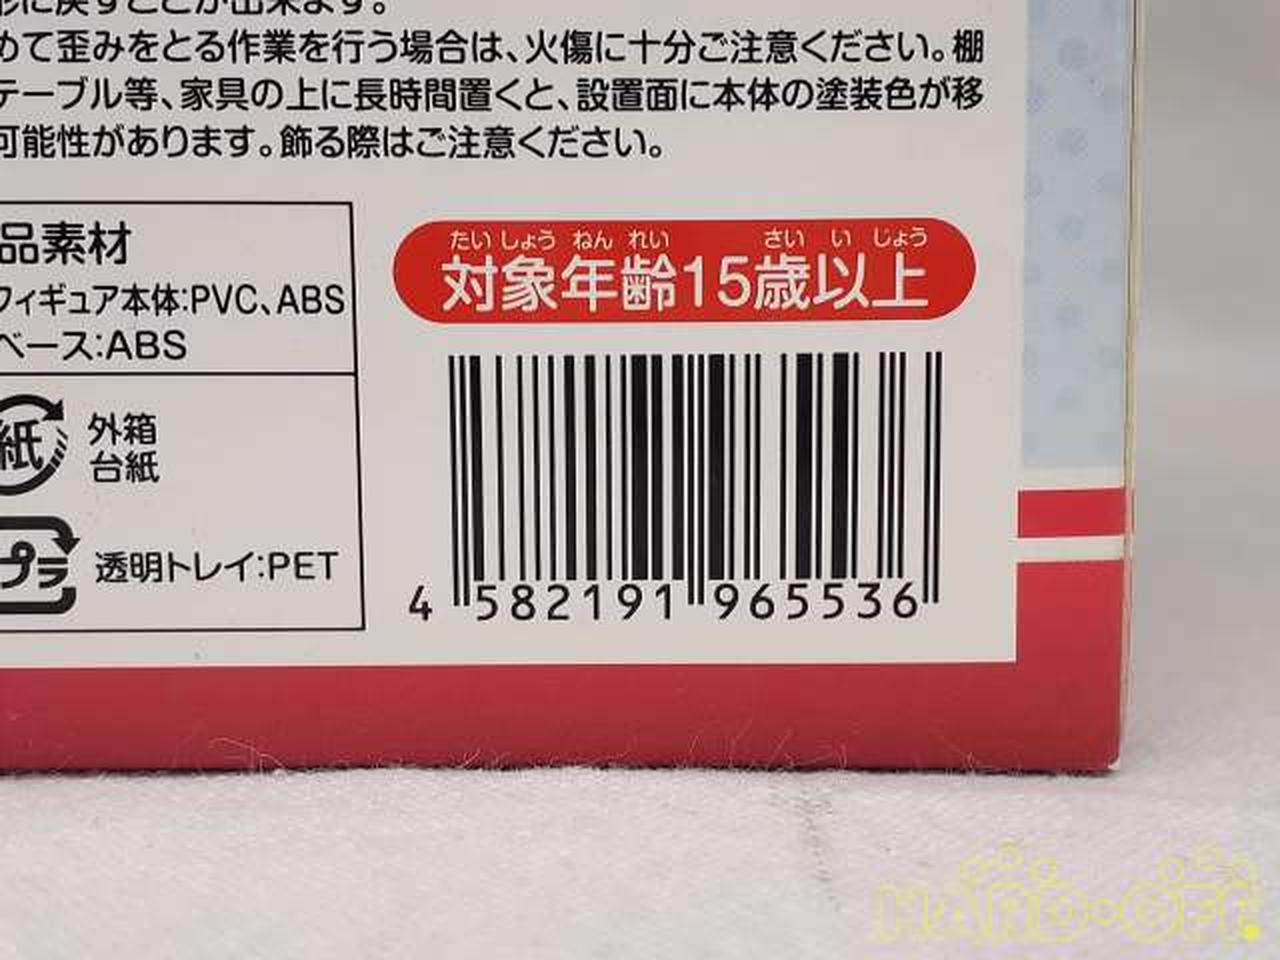 形に戻すことが出来ます。
めて歪みをとる作業を行う場合は、火傷に十分ご注意ください。棚
テーブル等、家具の上に長時間置くと、設置面に本体の塗装色が移
可能性があります。飾る際はご注意ください。
品素材
フィギュア本体:PVC、ABS
ベース:ABS
紙 外箱
台紙
プラ 透明トレイ:PET
たいしょう ねん れい さい い じょう
対象年齢15歳以上
4 582191 965536
HARD-OFF